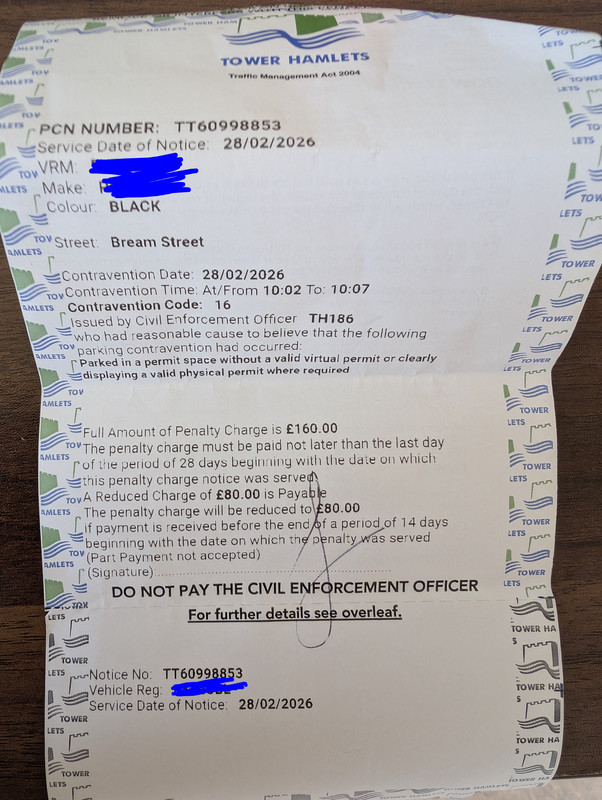 TOWER HAMLETS
Traffic Management Act 2004
PCN NUMBER: TT60998853
Service Date of Notice: 28/02/2026
VRM:
Make:
Colour: BLACK
Street: Bream Street
Contravention Date: 28/02/2026
Contravention Time: At/From 10:02 To: 10:07
Contravention Code: 16
Issued by Civil Enforcement Officer TH186
who had reasonable cause to believe that the following
parking contravention had occurred:
Parked in a permit space without a valid virtual permit or clearly
displaying a valid physical permit where required
Full Amount of Penalty Charge is £160.00
The penalty charge must be paid not later than the last day
of the period of 28 days beginning with the date on which
this penalty charge notice was served
A Reduced Charge of £80.00 is Payable
The penalty charge will be reduced to £80.00
if payment is received before the end of a period of 14 days
beginning with the date on which the penalty was served
(Part Payment not accepted)
(Signature)
DO NOT PAY THE CIVIL ENFORCEMENT OFFICER
For further details see overleaf.
Notice No: TT60998853
Vehicle Reg:
Service Date of Notice: 28/02/2026